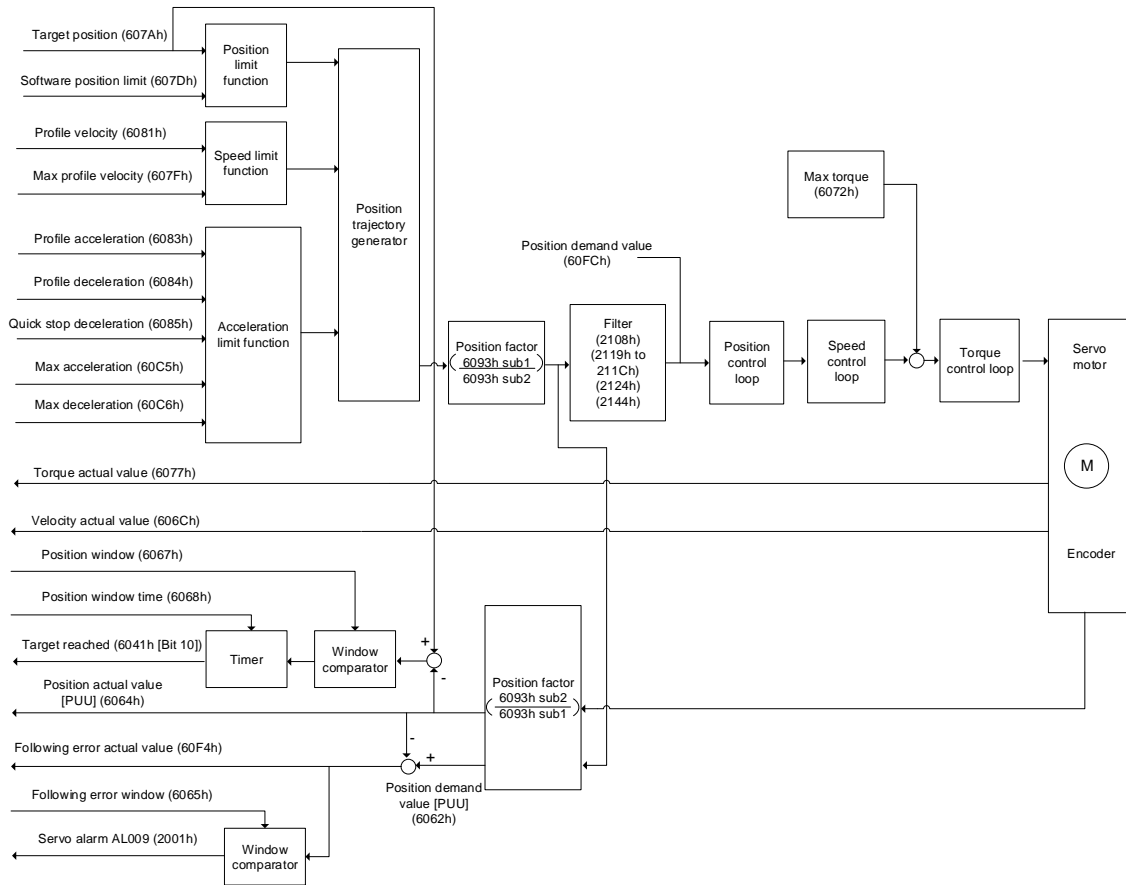 Target position (607Ah)
Software position limit (607Dh)
Position
limit
function
Profile velocity (6081h)
Max profile velocity (607Fh)
Speed limit
function
Profile acceleration (6083h)
Profile deceleration (6084h)
Quick stop deceleration (6085h)
Max acceleration (60C5h)
Max deceleration (60C6h)
Acceleration
limit function
Position
trajectory
generator
Position factor
( 6093h sub1 )
6093h sub2
Position demand value
(60FCh)
Filter
(2108h)
(2119h to
211Ch)
(2124h)
(2144h)
Position
control
loop
Speed
control
loop
Max torque
(6072h)
Torque
control loop
Servo
motor
M
Encoder
Torque actual value (6077h)
Velocity actual value (606Ch)
Position window (6067h)
Position window time (6068h)
Target reached (6041h [Bit 10])
Timer
Window
comparator
+
-
Position actual value
[PUU] (6064h)
Position factor
( 6093h sub2 )
6093h sub1
-
+
Following error actual value (60F4h)
Position demand
value [PUU]
(6062h)
Following error window (6065h)
Servo alarm AL009 (2001h)
Window
comparator